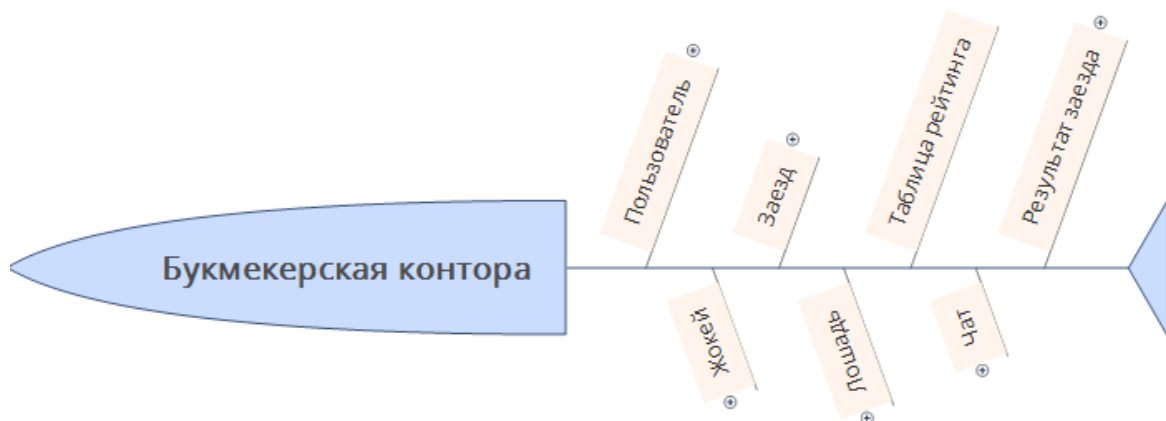 Букмекерская контора
Пользователь
Заезд
Таблица рейтинга
Результат заезда
Жокей
Лошадь
Чат